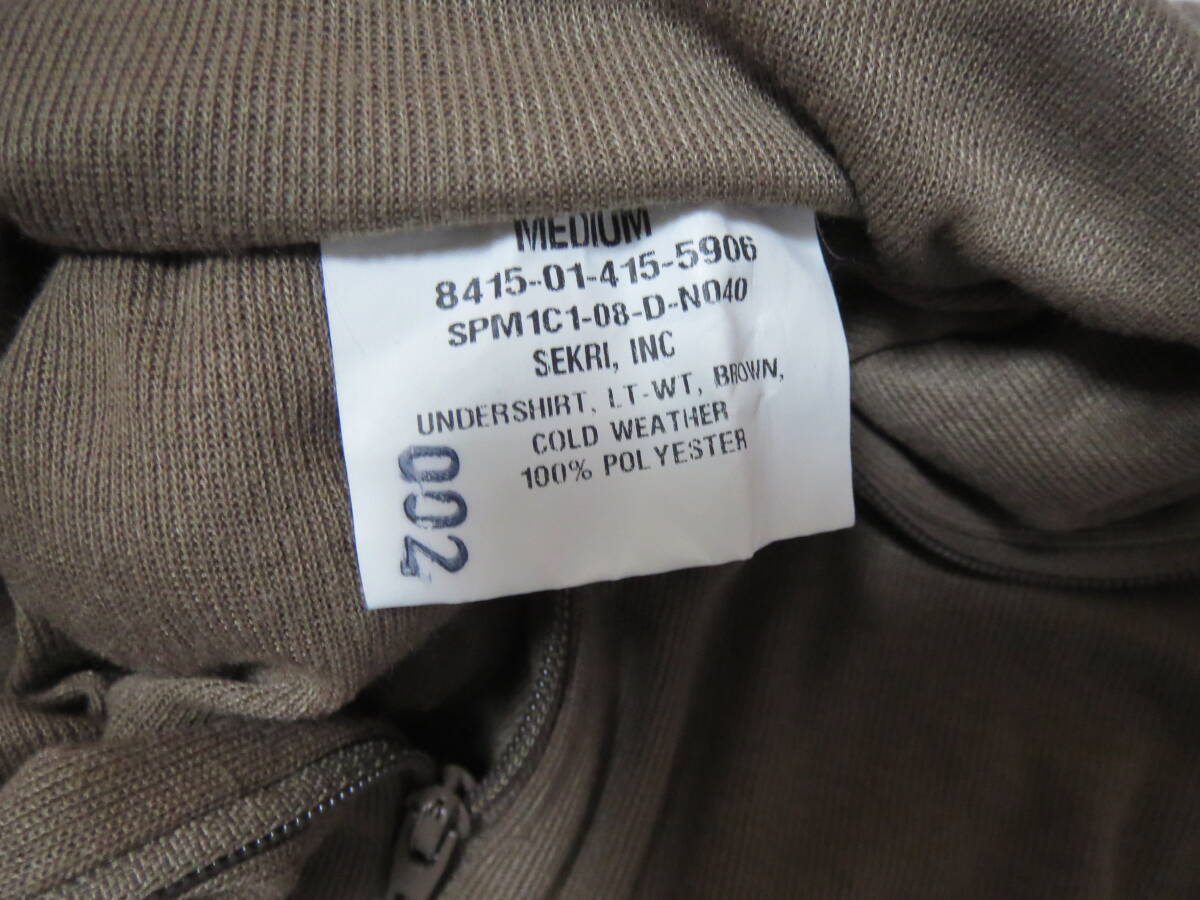 MEDIUM
8415-01-415-5906
SPM1C1-08-D-N040
SEKRI, INC
UNDERSHIRT, LT-WT, BROWN,
COLD WEATHER
100% POLYESTER
002